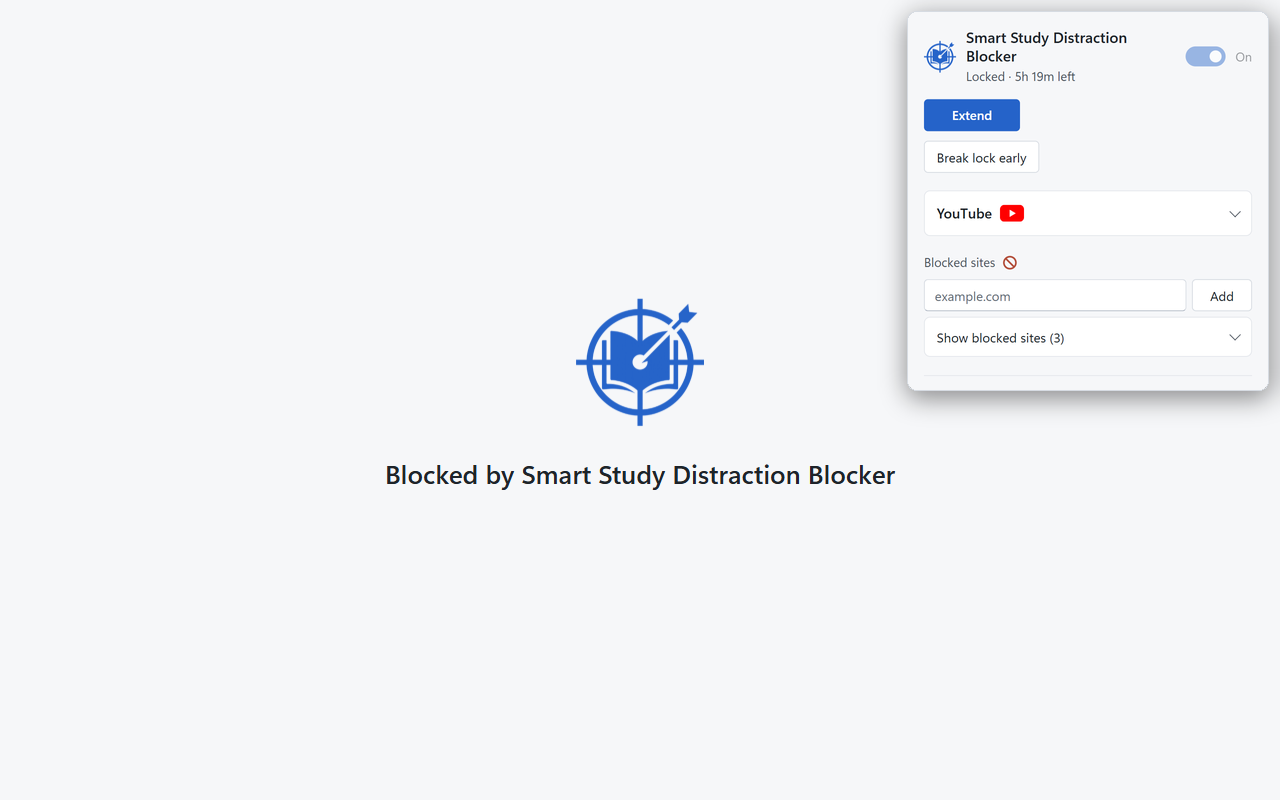 Smart Study Distraction
Blocker
Locked · 5h 19m left
On
Extend
Break lock early
YouTube
Blocked sites
example.com
Add
Show blocked sites (3)
Blocked by Smart Study Distraction Blocker